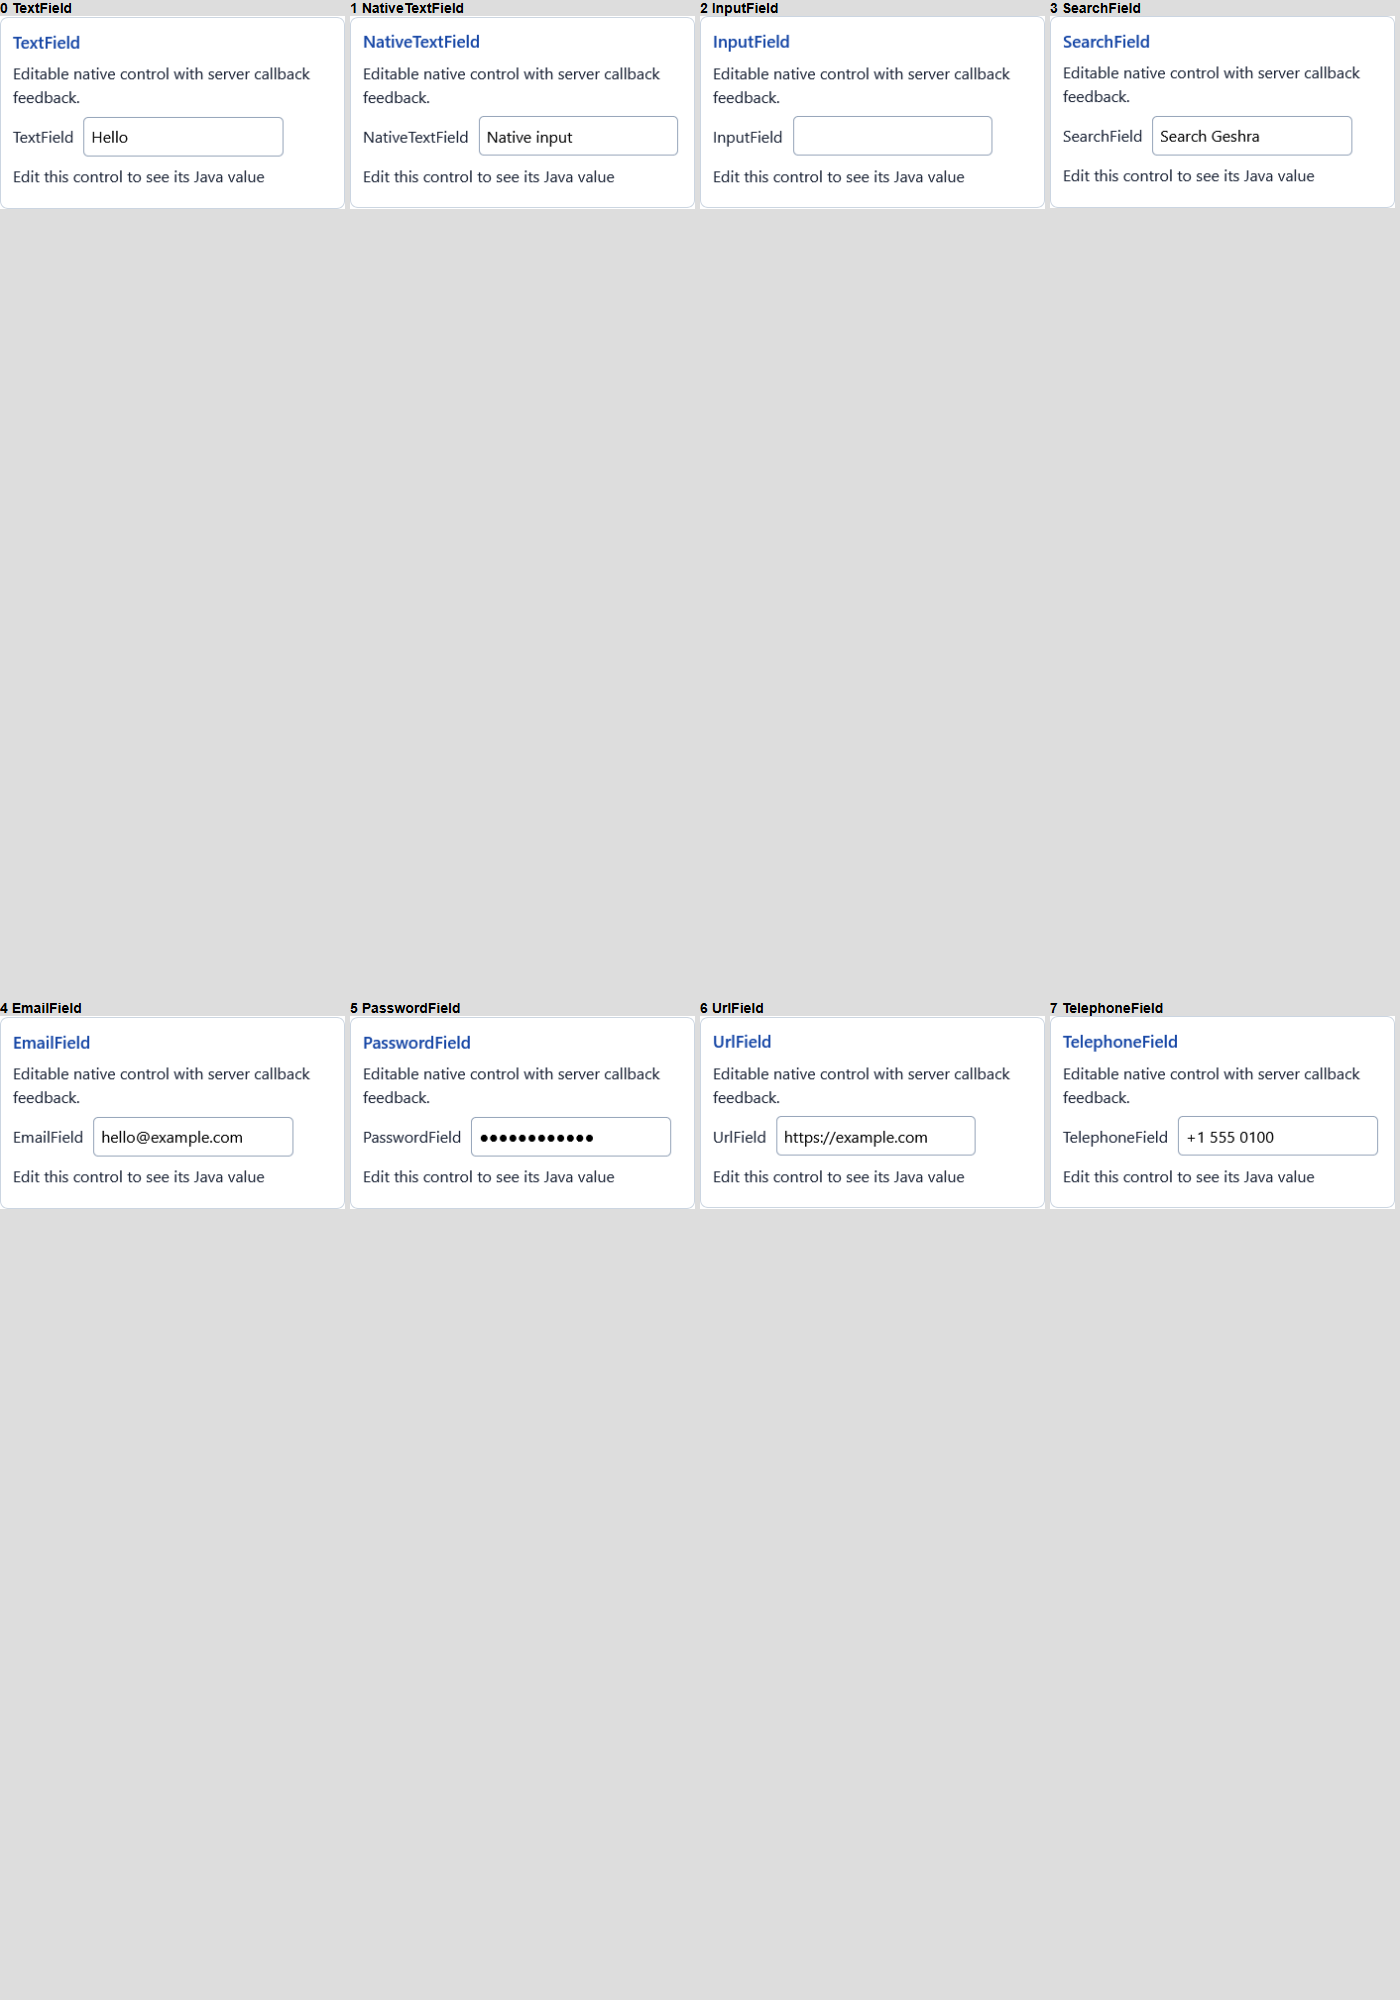 0 TextField
TextField
Editable native control with server callback
feedback.
TextField Hello
Edit this control to see its Java value
1 NativeTextField
NativeTextField
Editable native control with server callback
feedback.
NativeTextField Native input
Edit this control to see its Java value
2 InputField
InputField
Editable native control with server callback
feedback.
InputField
Edit this control to see its Java value
3 SearchField
SearchField
Editable native control with server callback
feedback.
SearchField Search Geshra
Edit this control to see its Java value
4 EmailField
EmailField
Editable native control with server callback
feedback.
EmailField hello@example.com
Edit this control to see its Java value
5 PasswordField
PasswordField
Editable native control with server callback
feedback.
PasswordField ●●●●●●●●●●●●
Edit this control to see its Java value
6 UrlField
UrlField
Editable native control with server callback
feedback.
UrlField https://example.com
Edit this control to see its Java value
7 TelephoneField
TelephoneField
Editable native control with server callback
feedback.
TelephoneField +1 555 0100
Edit this control to see its Java value